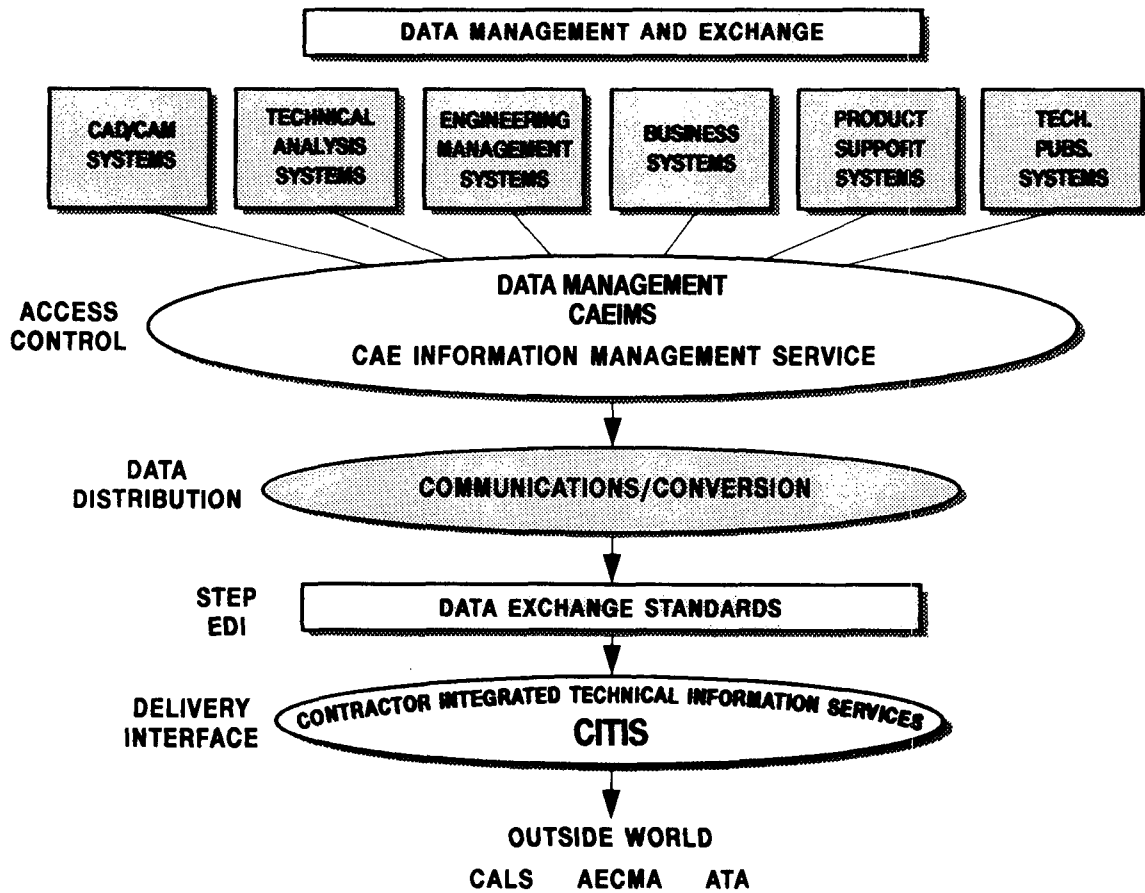 DATA MANAGEMENT AND EXCHANGE
CAD/CAM
SYSTEMS
TECHNICAL
ANALYSIS
SYSTEMS
ENGINEERING
MANAGEMENT
SYSTEMS
BUSINESS
SYSTEMS
PRODUCT
SUPPORT
SYSTEMS
TECH.
PUBS.
SYSTEMS
ACCESS
CONTROL
DATA MANAGEMENT
CAEIMS
CAE INFORMATION MANAGEMENT SERVICE
DATA
DISTRIBUTION
COMMUNICATIONS/CONVERSION
STEP
EDI
DATA EXCHANGE STANDARDS
DELIVERY
INTERFACE
CONTRACTOR INTEGRATED TECHNICAL INFORMATION SERVICES
CITIS
OUTSIDE WORLD
CALS AECMA ATA